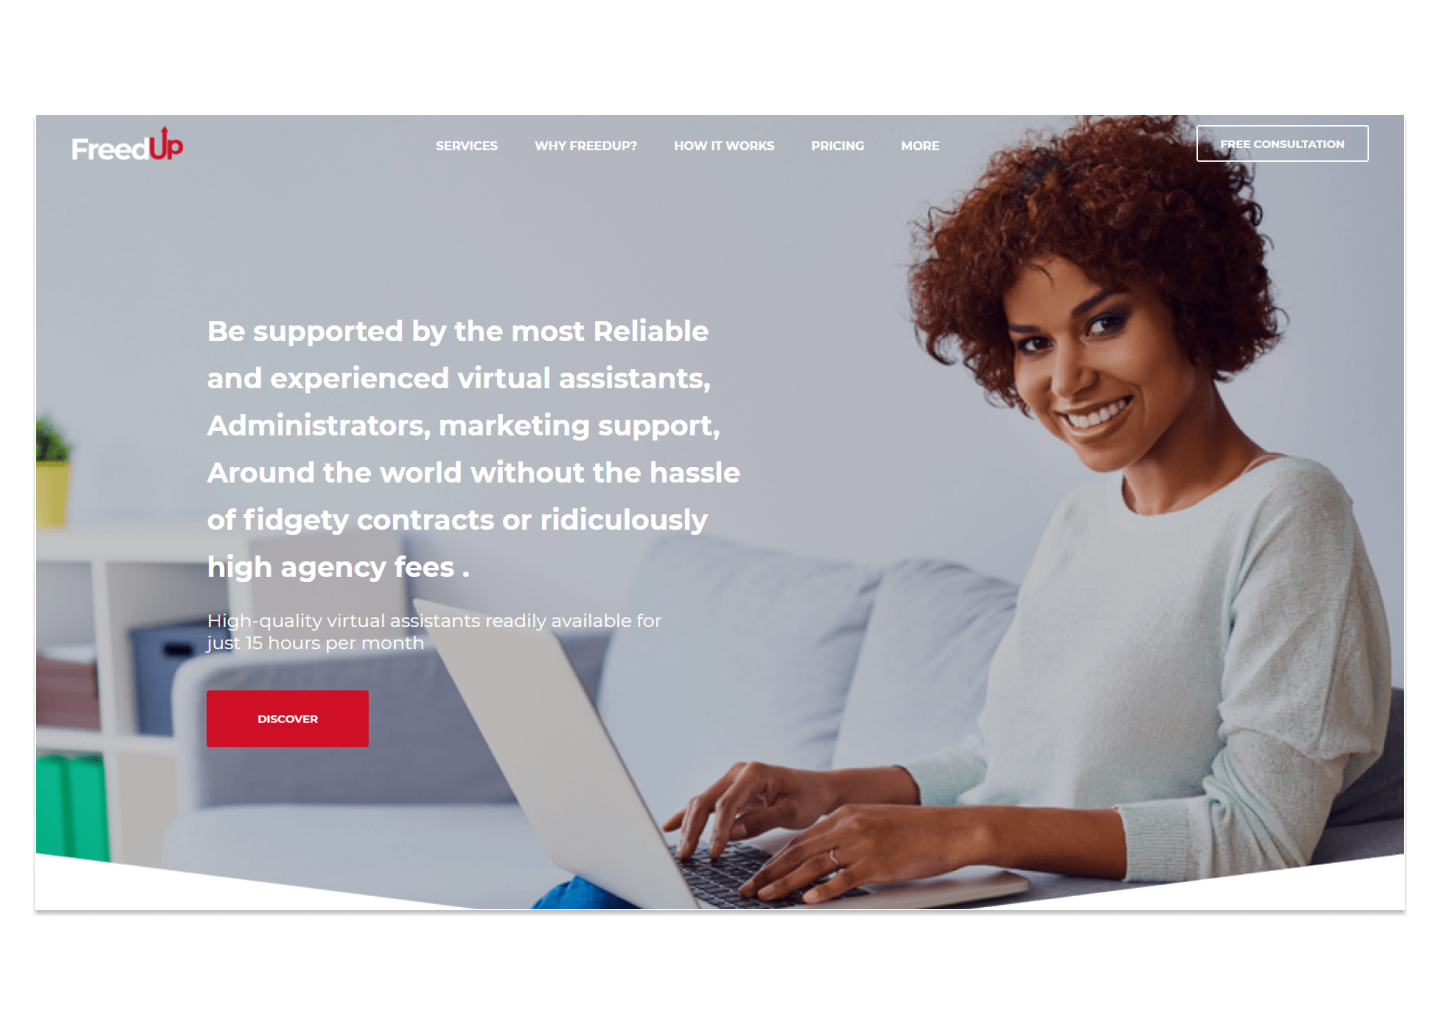 FreedUp
SERVICES
WHY FREEDUP?
HOW IT WORKS
PRICING
MORE
FREE CONSULTATION
Be supported by the most Reliable
and experienced virtual assistants,
Administrators, marketing support,
Around the world without the hassle
of fidgety contracts or ridiculously
high agency fees .
High-quality virtual assistants readily available for
just 15 hours per month
DISCOVER